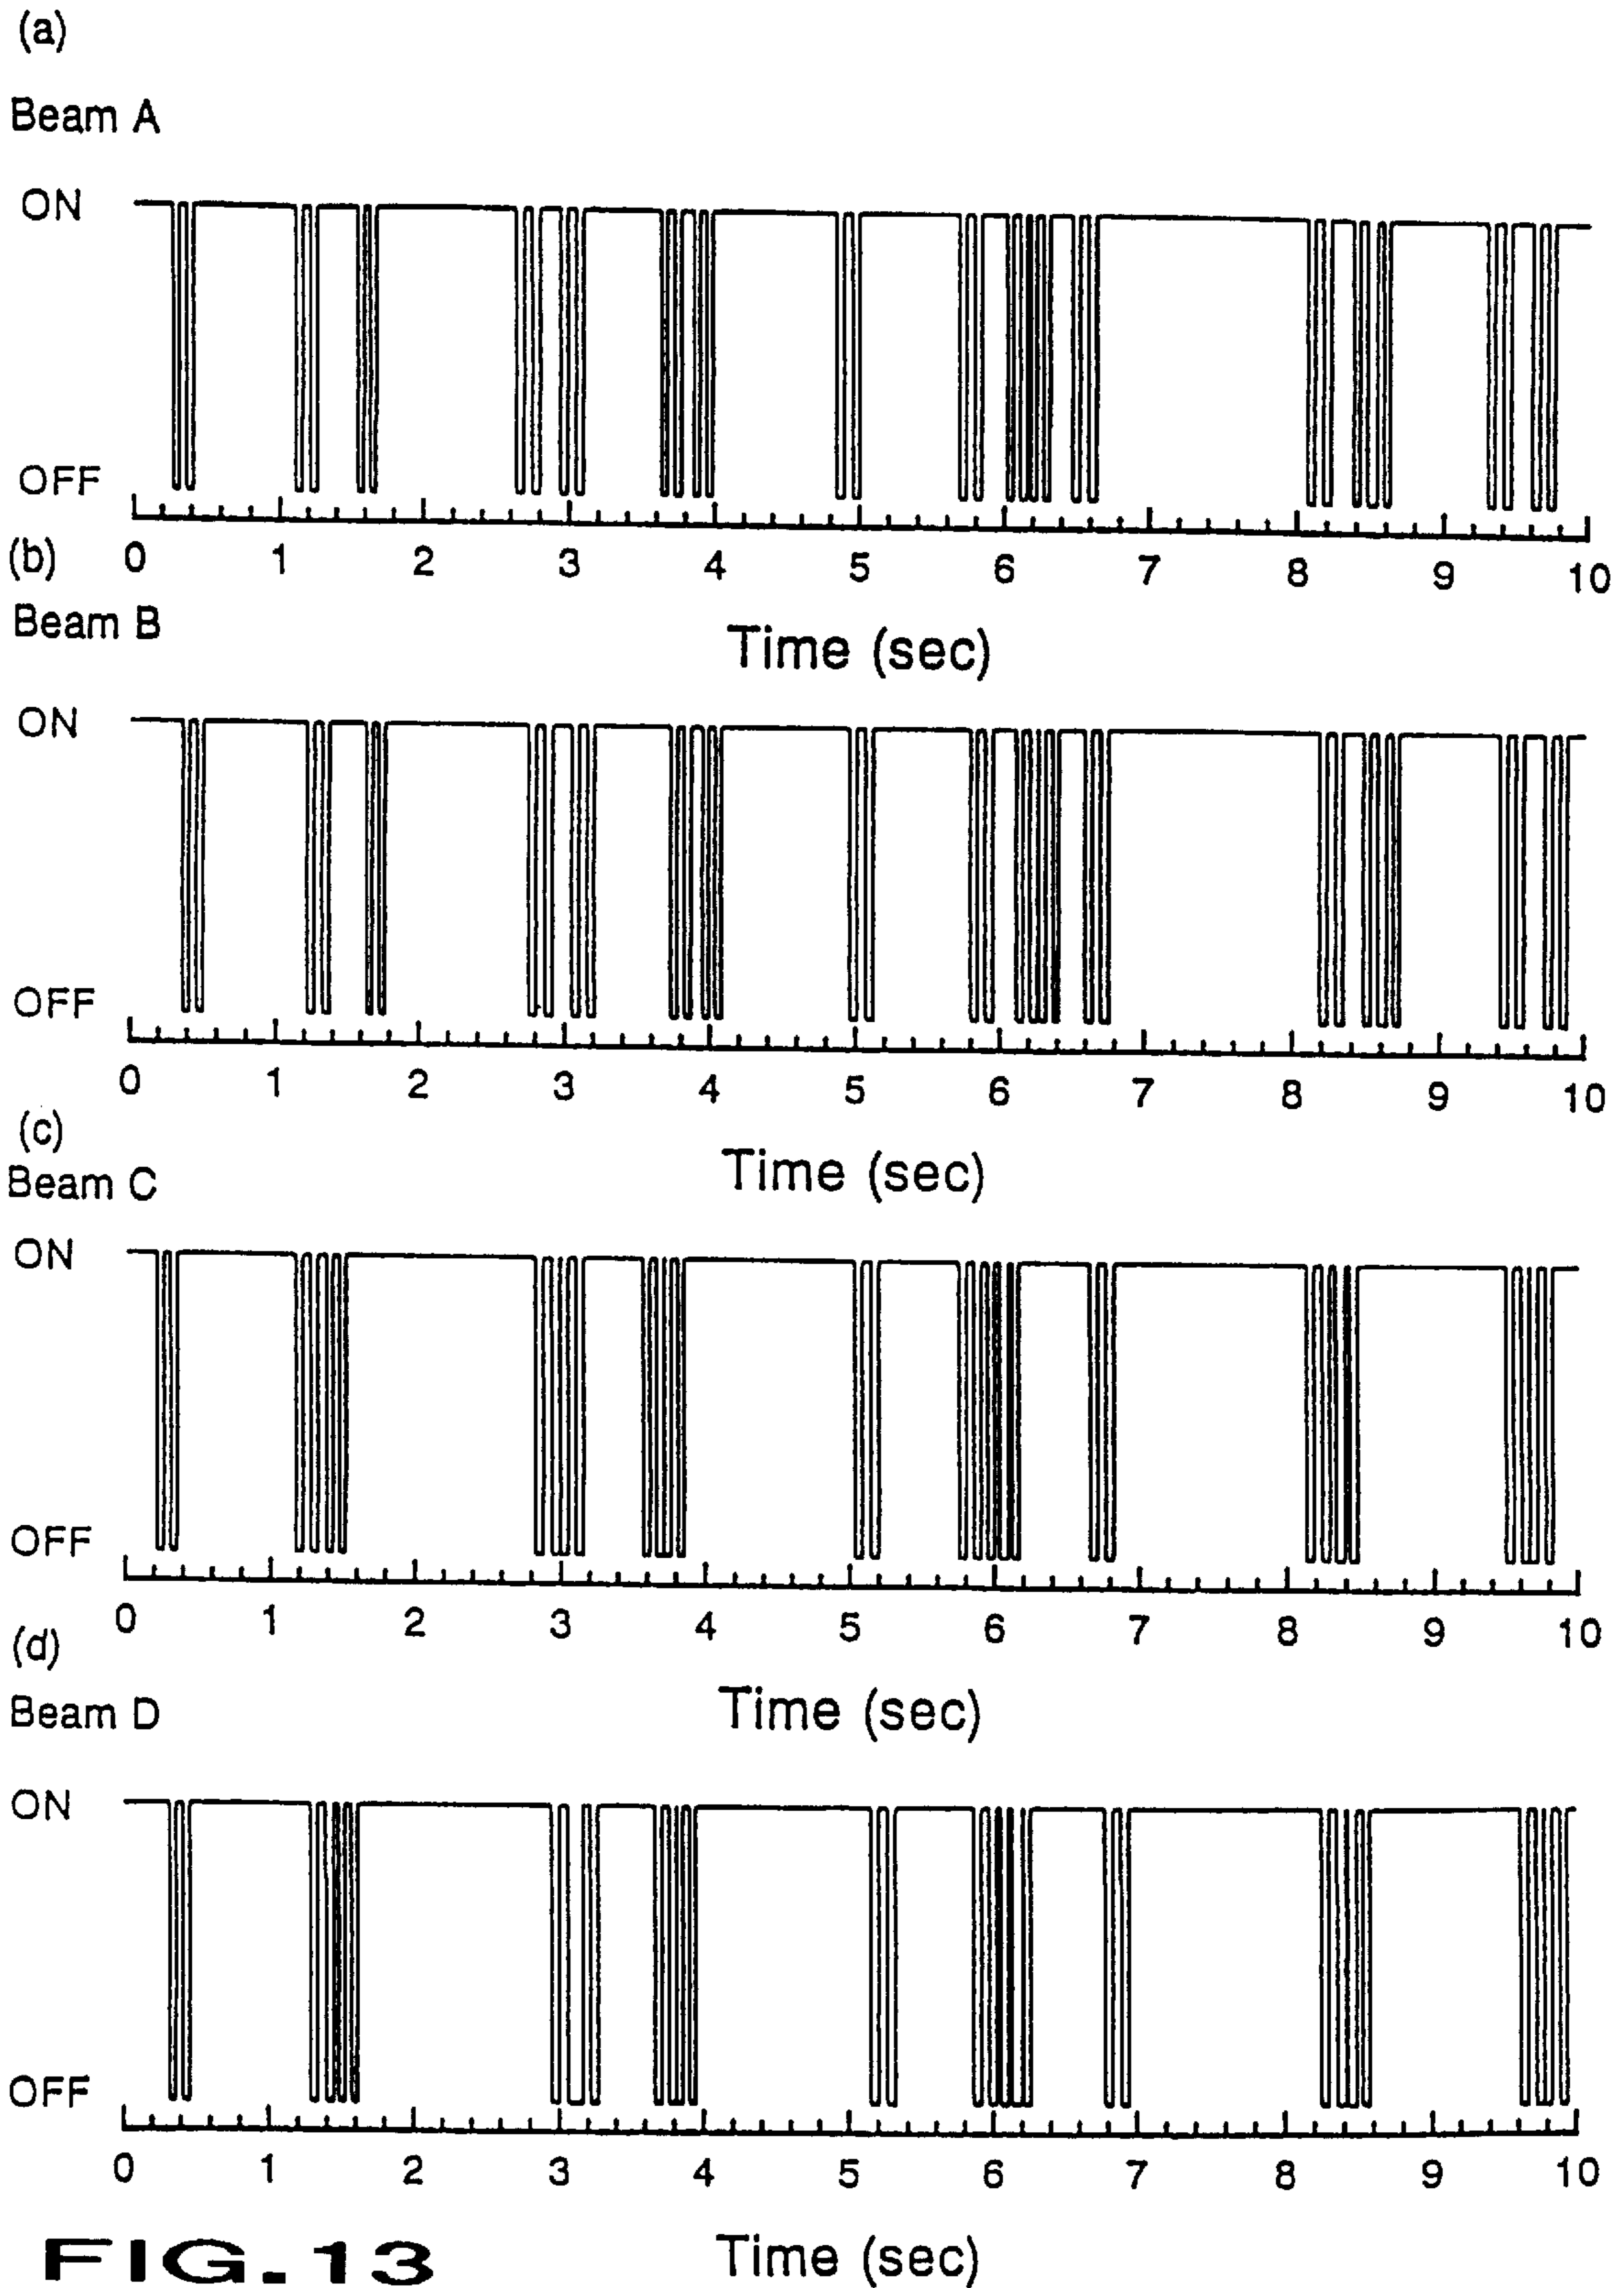 (a)
Beam A
ON
OFF
0 1 2 3 4 5 6 7 8 9 10
Time (sec)
(b)
Beam B
ON
OFF
0 1 2 3 4 5 6 7 8 9 10
Time (sec)
(c)
Beam C
ON
OFF
0 1 2 3 4 5 6 7 8 9 10
Time (sec)
(d)
Beam D
ON
OFF
0 1 2 3 4 5 6 7 8 9 10
Time (sec)
FIG.13